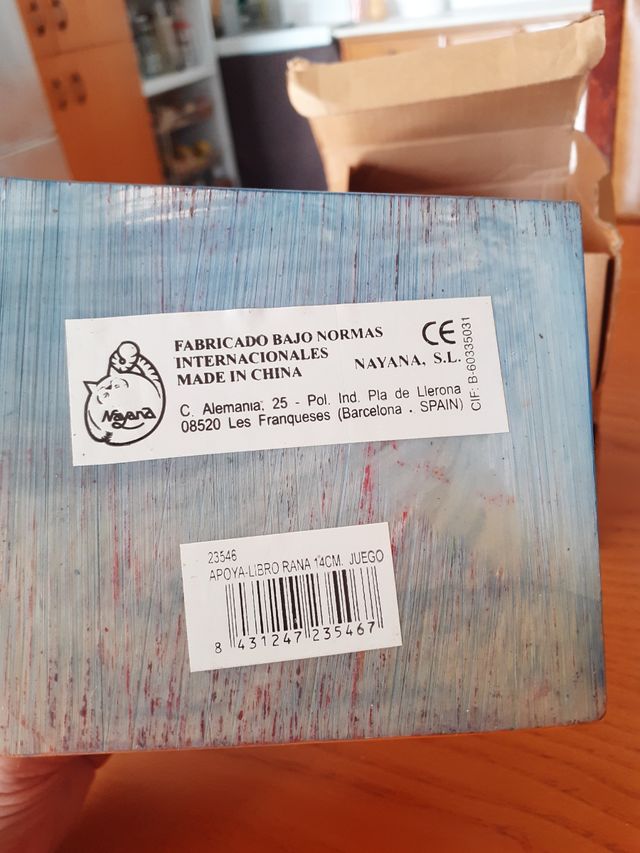 Nayana
FABRICADO BAJO NORMAS
INTERNACIONALES
MADE IN CHINA
CE
NAYANA, S.L.
C. Alemania, 25 - Pol. Ind. Pla de Llerona
08520 Les Franqueses (Barcelona . SPAIN)
CIF: B-60335031
23546
APOYA-LIBRO RANA 14CM. JUEGO
8 431247 235467